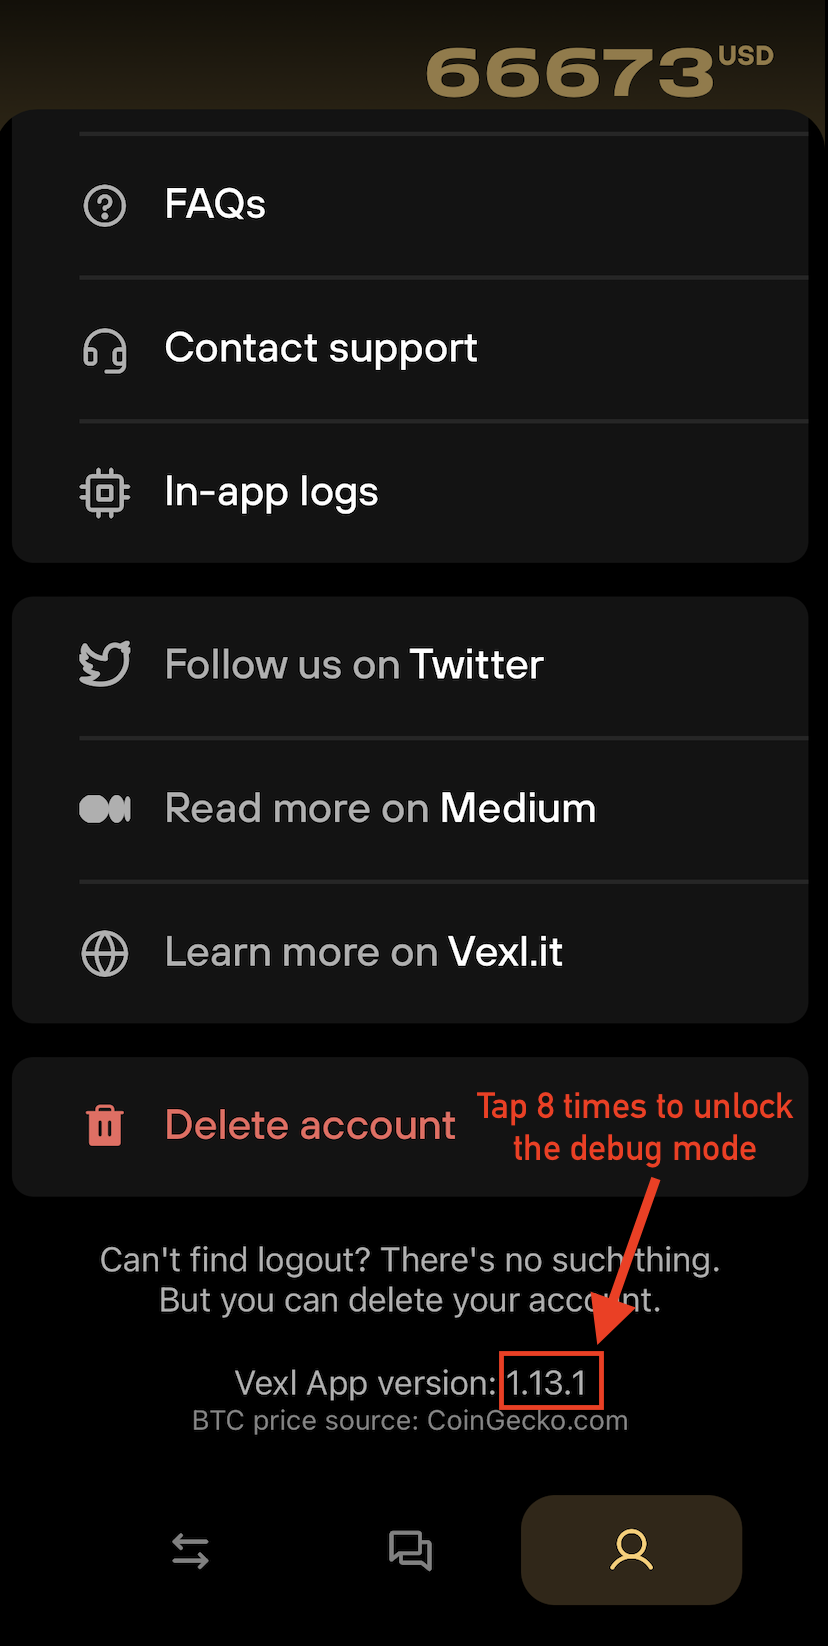 66673 USD
FAQs
Contact support
In-app logs
Follow us on Twitter
Read more on Medium
Learn more on Vexl.it
Delete account
Tap 8 times to unlock
the debug mode
Can't find logout? There's no such thing.
But you can delete your account.
Vexl App version: 1.13.1
BTC price source: CoinGecko.com